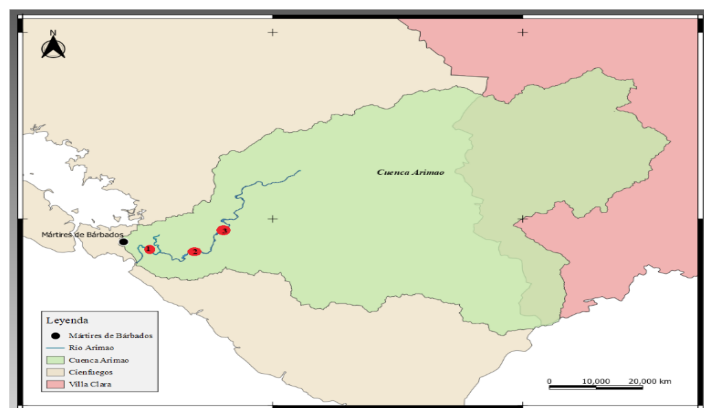 N
Cuenca Arimao
Mártires de Bárbados
1
2
3
Leyenda
Mártires de Bárbados
Río Arimao
Cuenca Arimao
Cienfuegos
Villa Clara
0 10,000 20,000 km